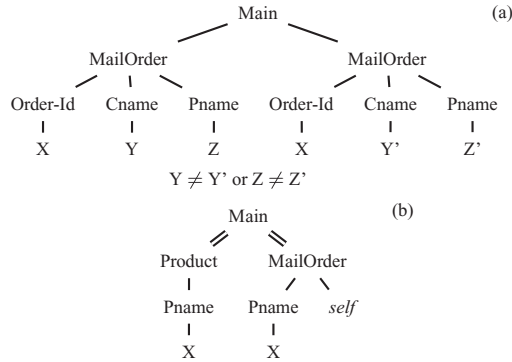 Main (a)
MailOrder MailOrder
Order-Id Cname Pname Order-Id Cname Pname
X Y Z X Y' Z'
Y ≠ Y' or Z ≠ Z'
Main (b)
Product MailOrder
Pname Pname self
X X